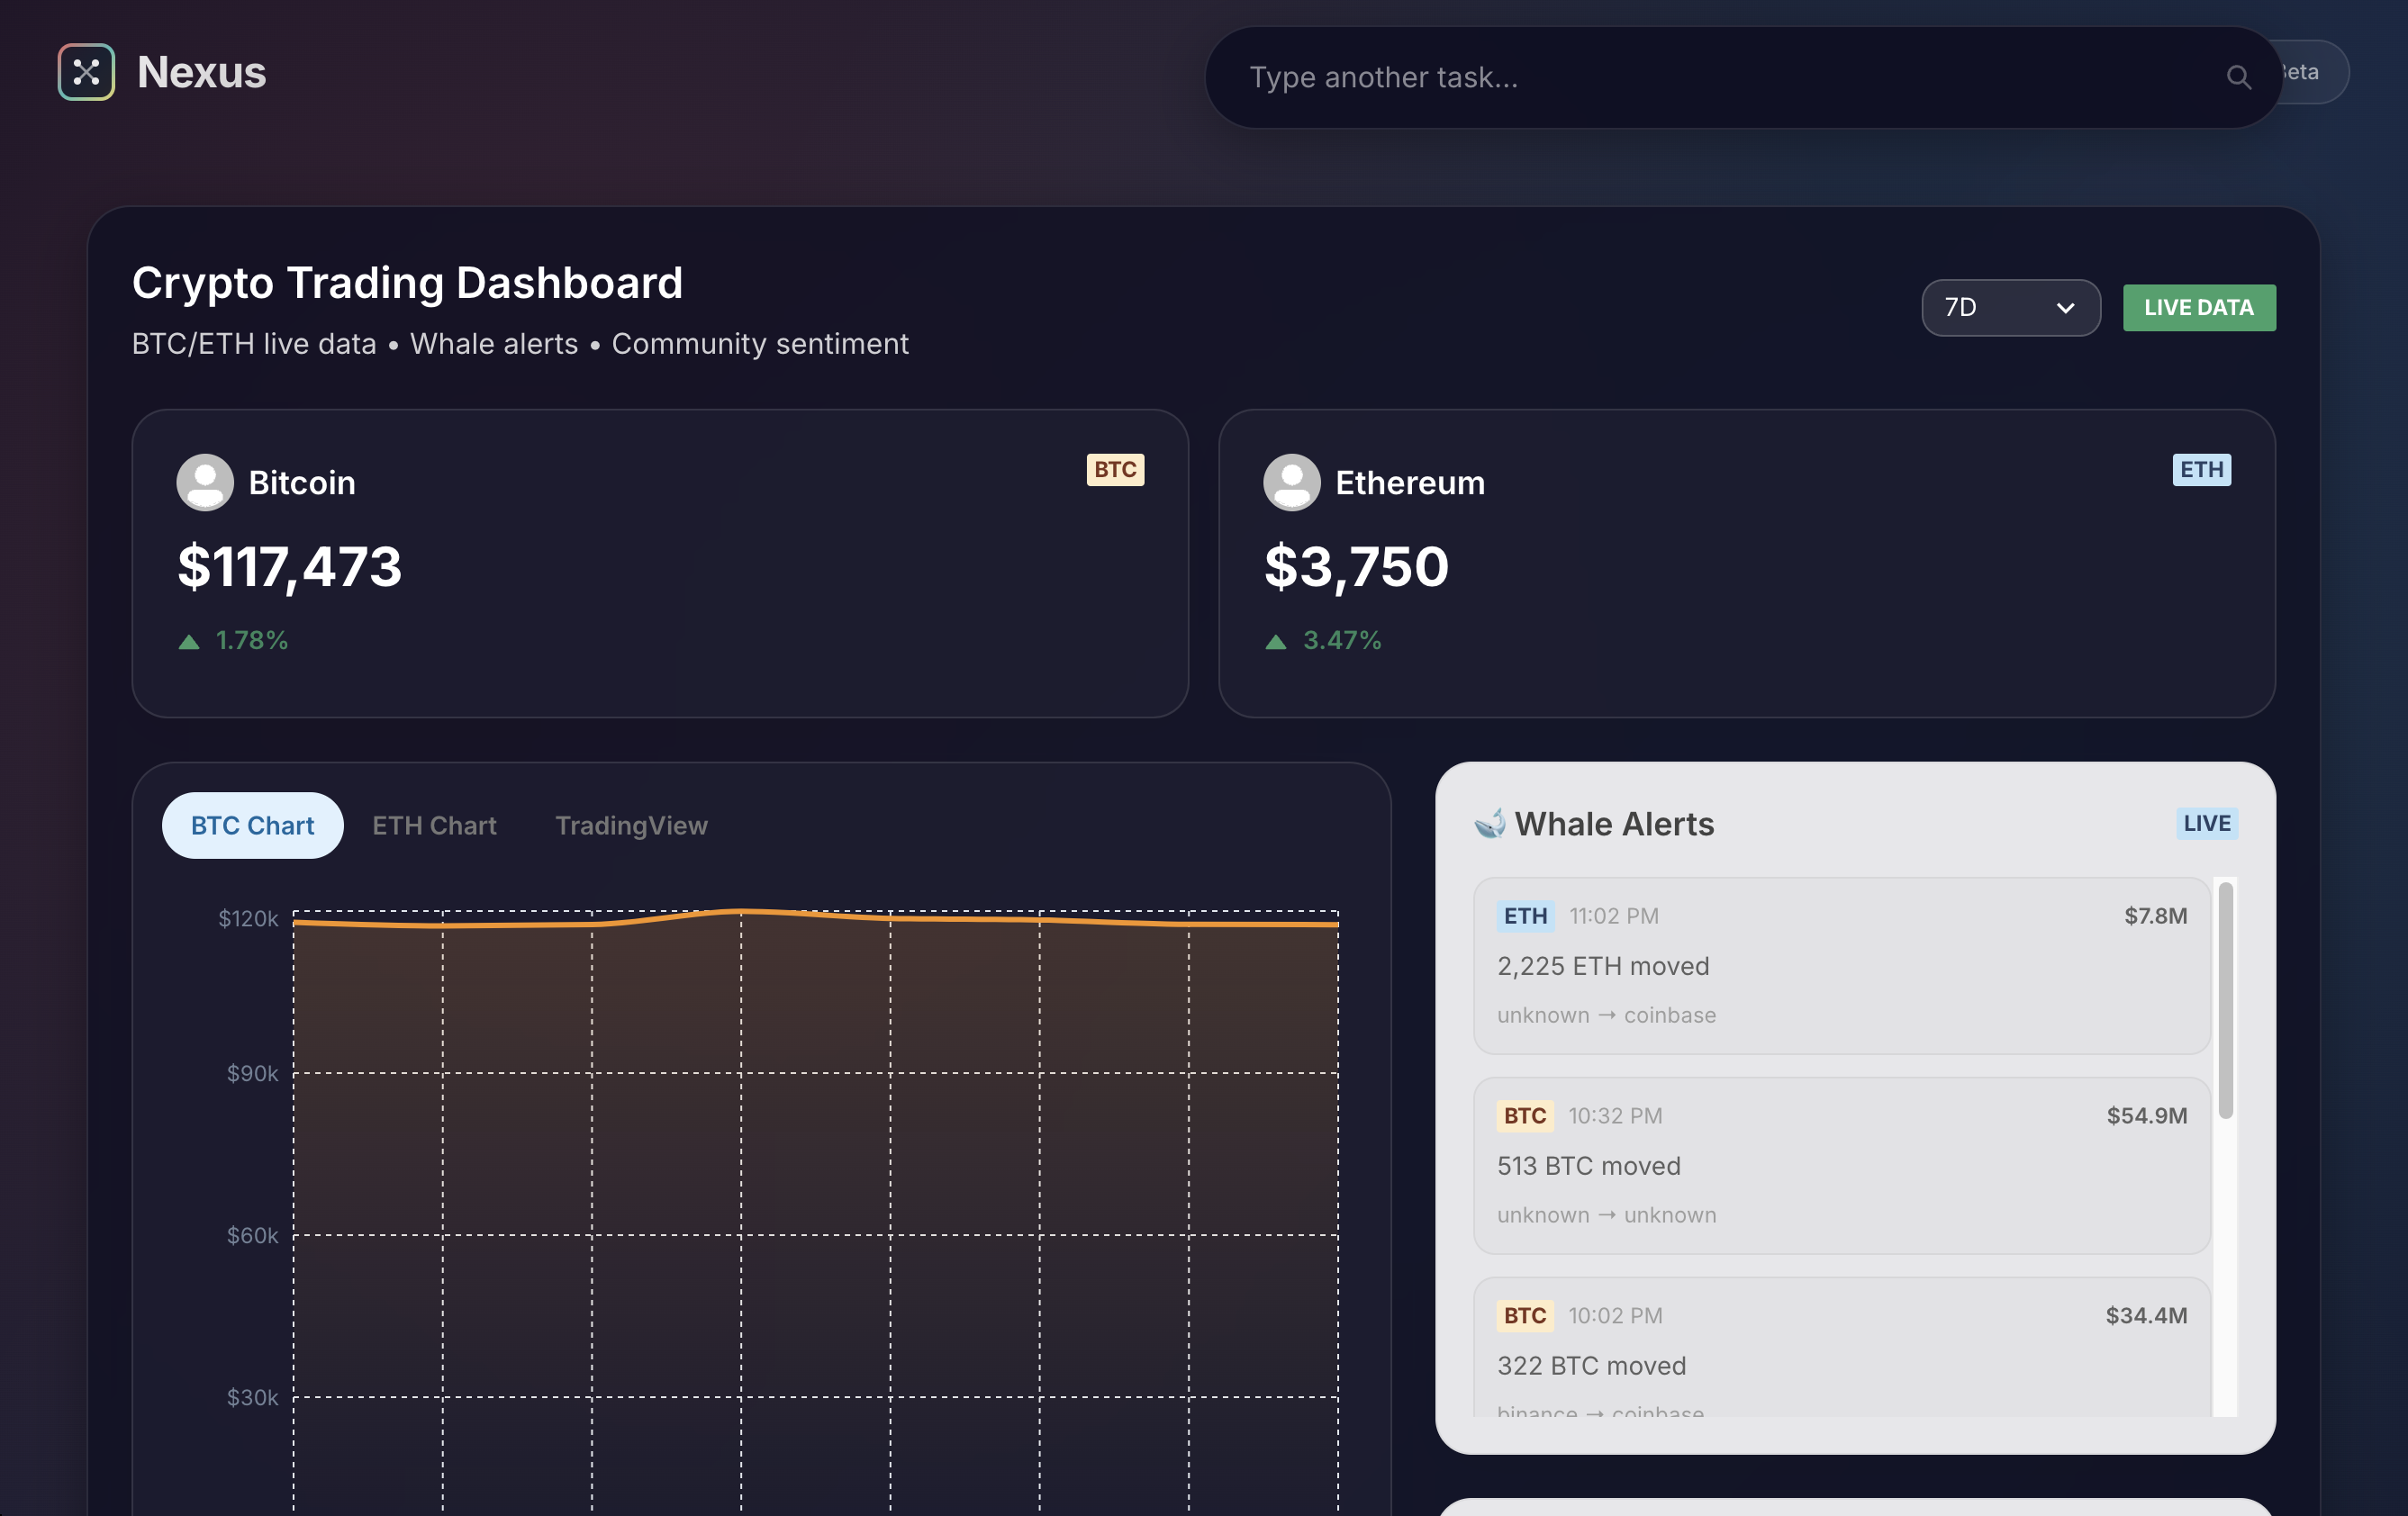 Nexus
Type another task...
Beta
Crypto Trading Dashboard
BTC/ETH live data • Whale alerts • Community sentiment
7D
LIVE DATA
Bitcoin
BTC
$117,473
1.78%
Ethereum
ETH
$3,750
3.47%
BTC Chart
ETH Chart
TradingView
$120k
$90k
$60k
$30k
Whale Alerts
LIVE
ETH 11:02 PM $7.8M
2,225 ETH moved
unknown → coinbase
BTC 10:32 PM $54.9M
513 BTC moved
unknown → unknown
BTC 10:02 PM $34.4M
322 BTC moved
binance → coinbase